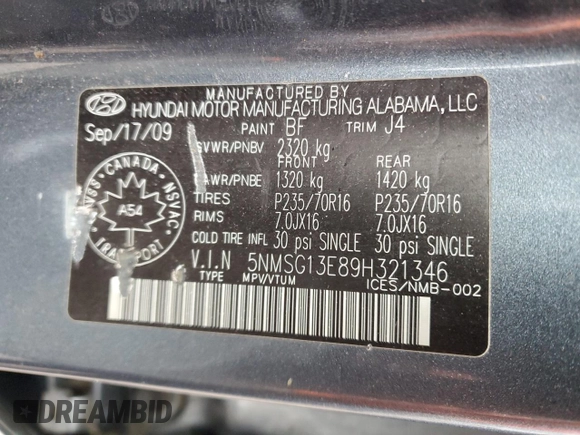 MANUFACTURED BY
HYUNDAI MOTOR MANUFACTURING ALABAMA, LLC
Sep/17/09 PAINT BF TRIM J4
GVWR/PNBV 2320 kg
FRONT REAR
GAWR/PNBE 1320 kg 1420 kg
TIRES P235/70R16 P235/70R16
RIMS 7.0JX16 7.0JX16
COLD TIRE INFL 30 psi SINGLE 30 psi SINGLE
V.I.N 5NMSG13E89H321346
TYPE MPV/VTUM ICES/NMB-002
CANADA
NSVAC
A54
TRANSPORT
DREAMBID